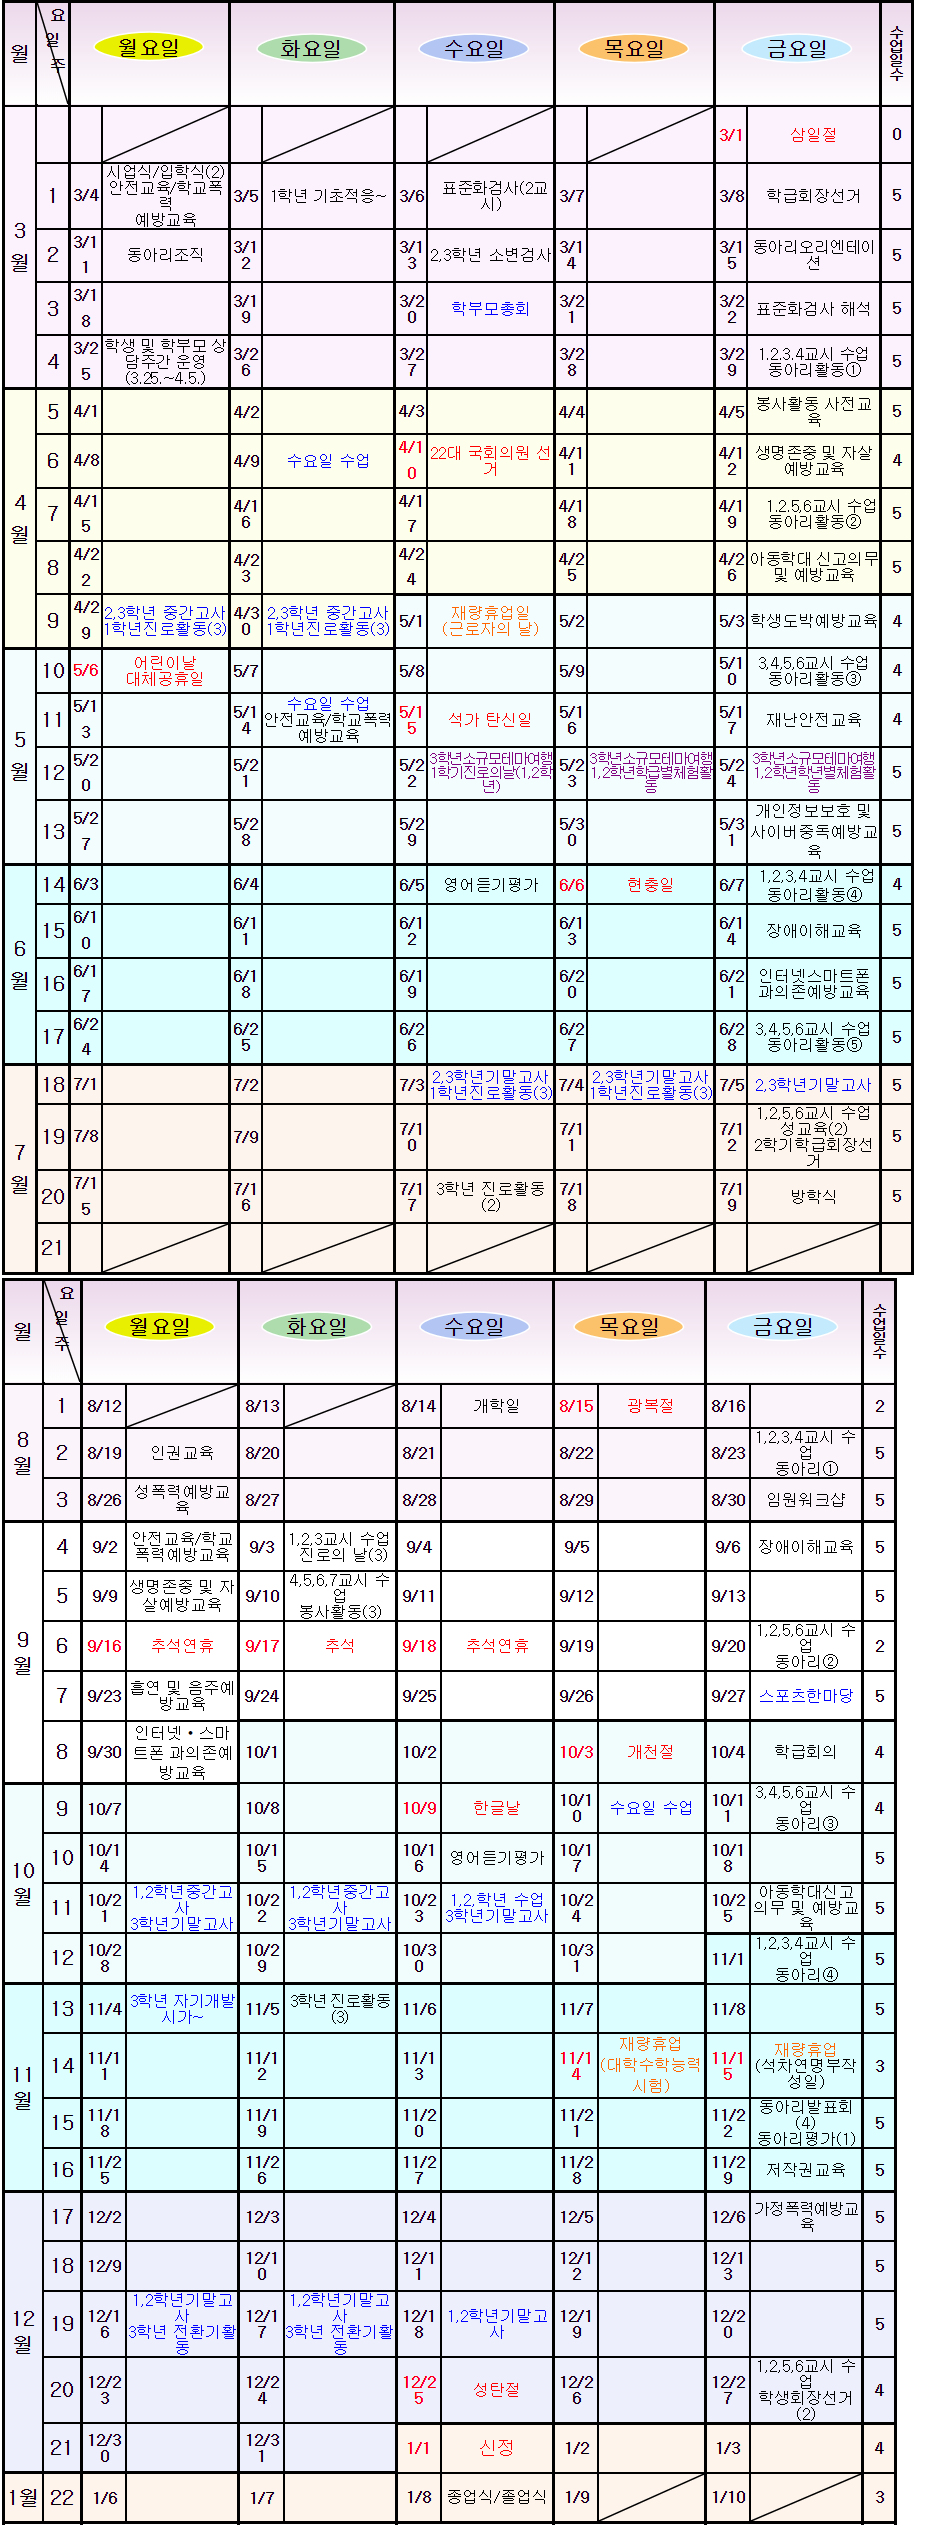 월 요일 주 월요일 화요일 수요일 목요일 금요일 수업일수
3월
3/1 삼일절 0
1 3/4 시업식/입학식(2) 안전교육/학교폭력 예방교육 3/5 1학년 기초적응~ 3/6 표준화검사(2교시) 3/7 3/8 학급회장선거 5
2 3/11 동아리조직 3/12 3/13 2,3학년 소변검사 3/14 3/15 동아리오리엔테이션 5
3 3/18 3/19 3/20 학부모총회 3/21 3/22 표준화검사 해석 5
4 3/25 학생 및 학부모 상담주간 운영 (3.25.~4.5.) 3/26 3/27 3/28 3/29 1.2.3.4교시 수업 동아리활동① 5
4월
5 4/1 4/2 4/3 4/4 4/5 봉사활동 사전교육 5
6 4/8 4/9 수요일 수업 4/10 22대 국회의원 선거 4/11 4/12 생명존중 및 자살예방교육 4
7 4/15 4/16 4/17 4/18 4/19 1.2.5,6교시 수업 동아리활동② 5
8 4/22 4/23 4/24 4/25 4/26 아동학대 신고의무 및 예방교육 5
9 4/29 2,3학년 중간고사 1학년진로활동(3) 4/30 2,3학년 중간고사 1학년진로활동(3) 5/1 재량휴업일 (근로자의 날) 5/2 5/3 학생도박예방교육 4
5월
10 5/6 어린이날 대체공휴일 5/7 5/8 5/9 5/10 3,4,5,6교시 수업 동아리활동③ 4
11 5/13 5/14 수요일 수업 안전교육/학교폭력예방교육 5/15 석가 탄신일 5/16 5/17 재난안전교육 4
12 5/20 5/21 5/22 3학년소규모테마여행 1학기진로의날(1,2학년) 5/23 3학년소규모테마여행 1,2학년학급별체험활동 5/24 3학년소규모테마여행 1,2학년학년별체험활동 5
13 5/27 5/28 5/29 5/30 5/31 개인정보보호 및 사이버중독예방교육 5
6월
14 6/3 6/4 6/5 영어듣기평가 6/6 현충일 6/7 1,2,3,4교시 수업 동아리활동④ 4
15 6/10 6/11 6/12 6/13 6/14 장애이해교육 5
16 6/17 6/18 6/19 6/20 6/21 인터넷스마트폰 과의존예방교육 5
17 6/24 6/25 6/26 6/27 6/28 3,4,5,6교시 수업 동아리활동⑤ 5
7월
18 7/1 7/2 7/3 2,3학년기말고사 1학년진로활동(3) 7/4 2,3학년기말고사 1학년진로활동(3) 7/5 2,3학년기말고사 5
19 7/8 7/9 7/10 7/11 7/12 1,2,5,6교시 수업 성교육(2) 2학기학급회장선거 5
20 7/15 7/16 7/17 3학년 진로활동(2) 7/18 7/19 방학식 5
21
월 요일 주 월요일 화요일 수요일 목요일 금요일 수업일수
8월
1 8/12 8/13 8/14 개학일 8/15 광복절 8/16 2
2 8/19 인권교육 8/20 8/21 8/22 8/23 1,2,3,4교시 수업 동아리① 5
3 8/26 성폭력예방교육 8/27 8/28 8/29 8/30 임원워크샵 5
9월
4 9/2 안전교육/학교폭력예방교육 9/3 1,2,3교시 수업 진로의 날(3) 9/4 9/5 9/6 장애이해교육 5
5 9/9 생명존중 및 자살예방교육 9/10 4,5,6,7교시 수업 봉사활동(3) 9/11 9/12 9/13 5
6 9/16 추석연휴 9/17 추석 9/18 추석연휴 9/19 9/20 1,2,5,6교시 수업 동아리② 2
7 9/23 흡연 및 음주예방교육 9/24 9/25 9/26 9/27 스포츠한마당 5
8 9/30 인터넷・스마트폰 과의존예방교육 10/1 10/2 10/3 개천절 10/4 학급회의 4
10월
9 10/7 10/8 10/9 한글날 10/10 수요일 수업 10/11 3,4,5,6교시 수업 동아리③ 4
10 10/14 10/15 10/16 영어듣기평가 10/17 10/18 5
11 10/21 1,2학년중간고사 3학년기말고사 10/22 1,2학년중간고사 3학년기말고사 10/23 1,2,학년 수업 3학년기말고사 10/24 10/25 아동학대신고의무 및 예방교육 5
12 10/28 10/29 10/30 10/31 11/1 1,2,3,4교시 수업 동아리④ 5
11월
13 11/4 3학년 자기개발시가~ 11/5 3학년 진로활동(3) 11/6 11/7 11/8 5
14 11/11 11/12 11/13 11/14 재량휴업 (대학수학능력시험) 11/15 재량휴업 (석차연명부작성일) 3
15 11/18 11/19 11/20 11/21 11/22 동아리발표회(4) 동아리평가(1) 5
16 11/25 11/26 11/27 11/28 11/29 저작권교육 5
12월
17 12/2 12/3 12/4 12/5 12/6 가정폭력예방교육 5
18 12/9 12/10 12/11 12/12 12/13 5
19 12/16 1,2학년기말고사 3학년 전환기활동 12/17 1,2학년기말고사 3학년 전환기활동 12/18 1,2학년기말고사 12/19 12/20 5
20 12/23 12/24 12/25 성탄절 12/26 12/27 1,2,5,6교시 수업 학생회장선거(2) 4
21 12/30 12/31 1/1 신정 1/2 1/3 4
1월 22 1/6 1/7 1/8 종업식/졸업식 1/9 1/10 3